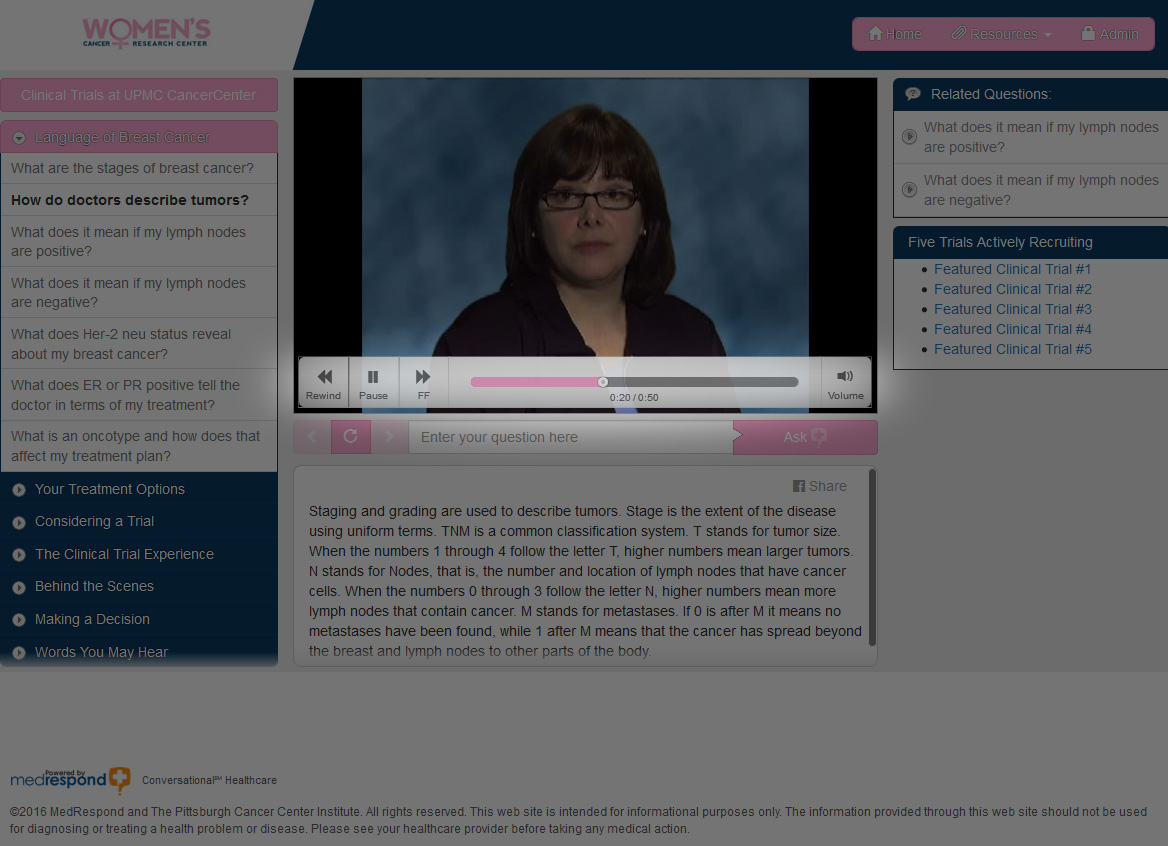 WOMEN'S
CANCER RESEARCH CENTER
Home
Resources
Admin
Clinical Trials at UPMC CancerCenter
Language of Breast Cancer
What are the stages of breast cancer?
How do doctors describe tumors?
What does it mean if my lymph nodes
are positive?
What does it mean if my lymph nodes
are negative?
What does Her-2 neu status reveal
about my breast cancer?
What does ER or PR positive tell the
doctor in terms of my treatment?
What is an oncotype and how does that
affect my treatment plan?
Your Treatment Options
Considering a Trial
The Clinical Trial Experience
Behind the Scenes
Making a Decision
Words You May Hear
Rewind
Pause
FF
0:20 / 0:50
Volume
Enter your question here
Ask
Share
Staging and grading are used to describe tumors. Stage is the extent of the disease
using uniform terms. TNM is a common classification system. T stands for tumor size.
When the numbers 1 through 4 follow the letter T, higher numbers mean larger tumors.
N stands for Nodes, that is, the number and location of lymph nodes that have cancer
cells. When the numbers 0 through 3 follow the letter N, higher numbers mean more
lymph nodes that contain cancer. M stands for metastases. If 0 is after M it means no
metastases have been found, while 1 after M means that the cancer has spread beyond
the breast and lymph nodes to other parts of the body.
Related Questions:
What does it mean if my lymph nodes
are positive?
What does it mean if my lymph nodes
are negative?
Five Trials Actively Recruiting
Featured Clinical Trial #1
Featured Clinical Trial #2
Featured Clinical Trial #3
Featured Clinical Trial #4
Featured Clinical Trial #5
Powered by
medrespond
Conversational℠ Healthcare
©2016 MedRespond and The Pittsburgh Cancer Center Institute. All rights reserved. This web site is intended for informational purposes only. The information provided through this web site should not be used
for diagnosing or treating a health problem or disease. Please see your healthcare provider before taking any medical action.